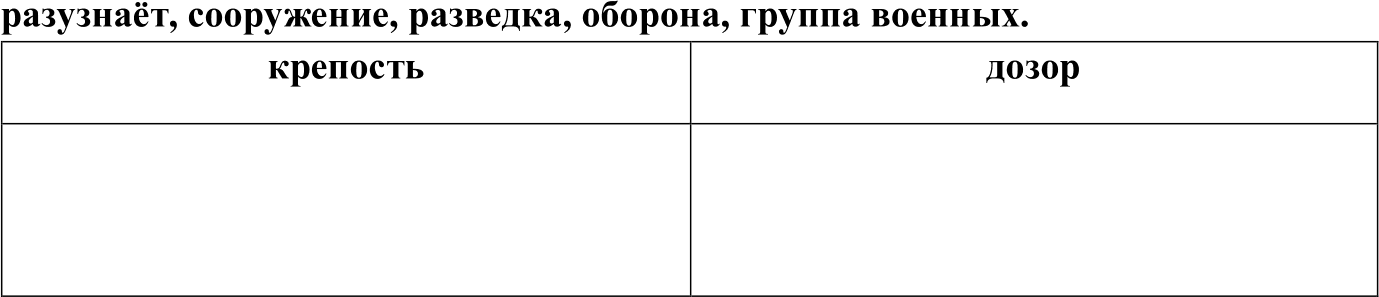 разузнаёт, сооружение, разведка, оборона, группа военных.
крепость
дозор